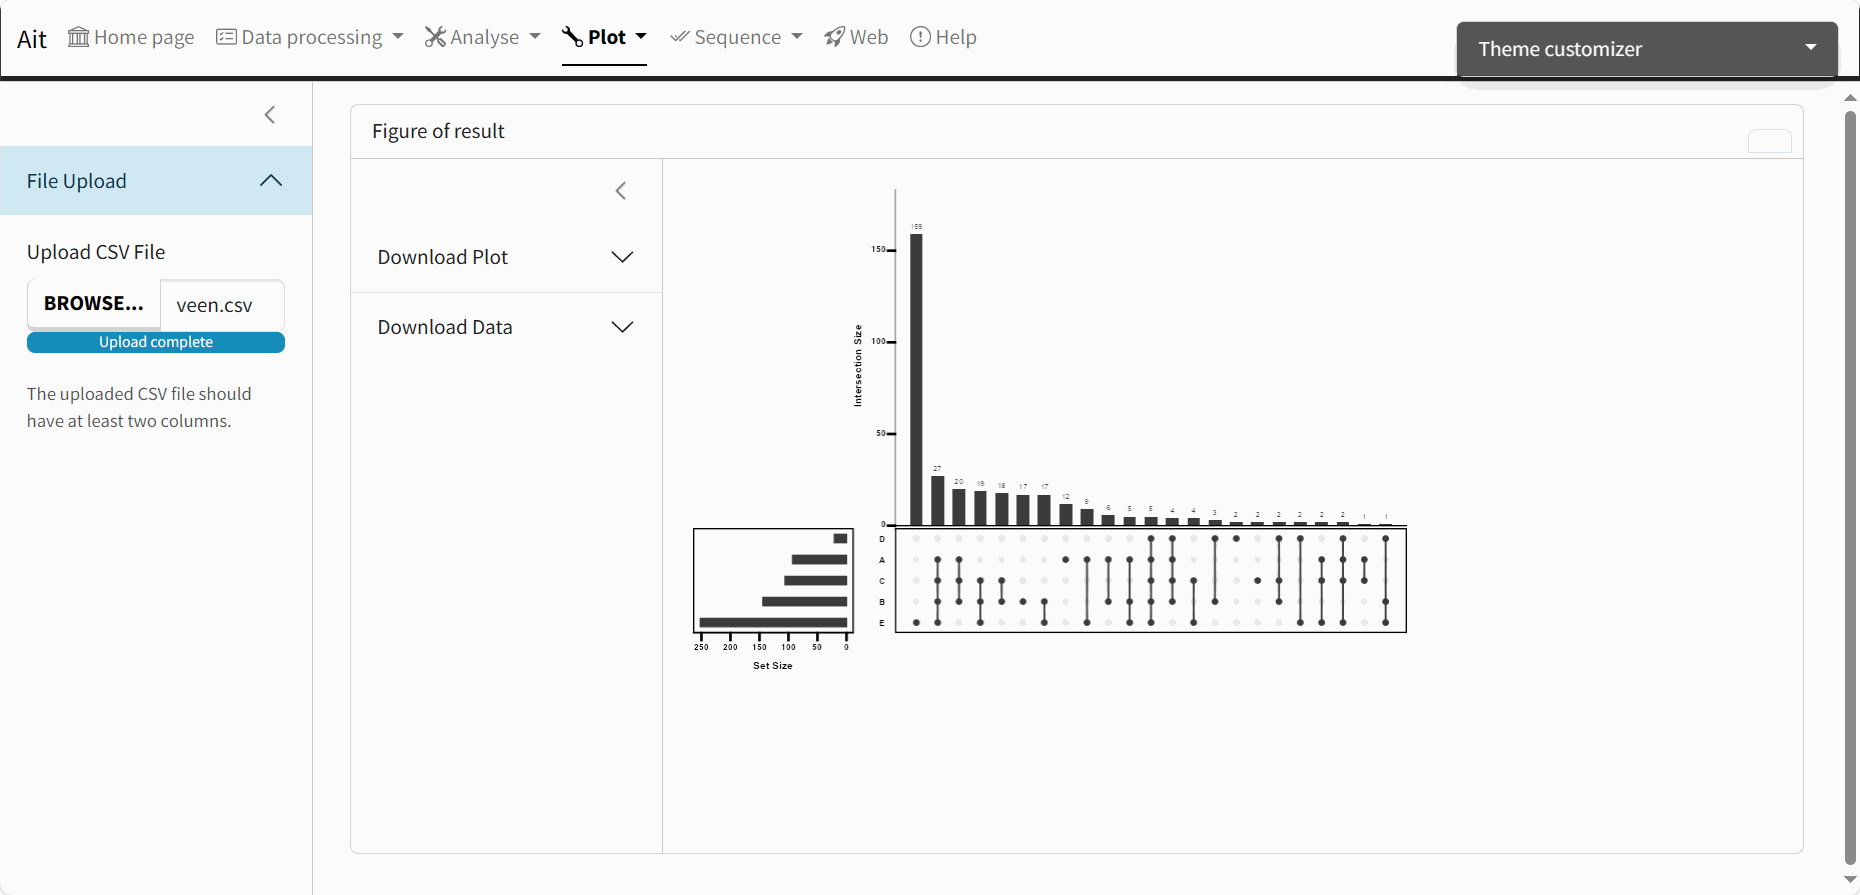 Ait Home page Data processing Analyse Plot Sequence Web Help Theme customizer
File Upload
Upload CSV File
BROWSE... veen.csv
Upload complete
The uploaded CSV file should
have at least two columns.
Figure of result
Download Plot
Download Data
Intersection Size
150
100
50
0
159 27 20 19 18 17 17 12 9 6 5 5 4 4 3 2 2 2 2 2 2 1 1
D
A
C
B
E
250 200 150 100 50 0
Set Size